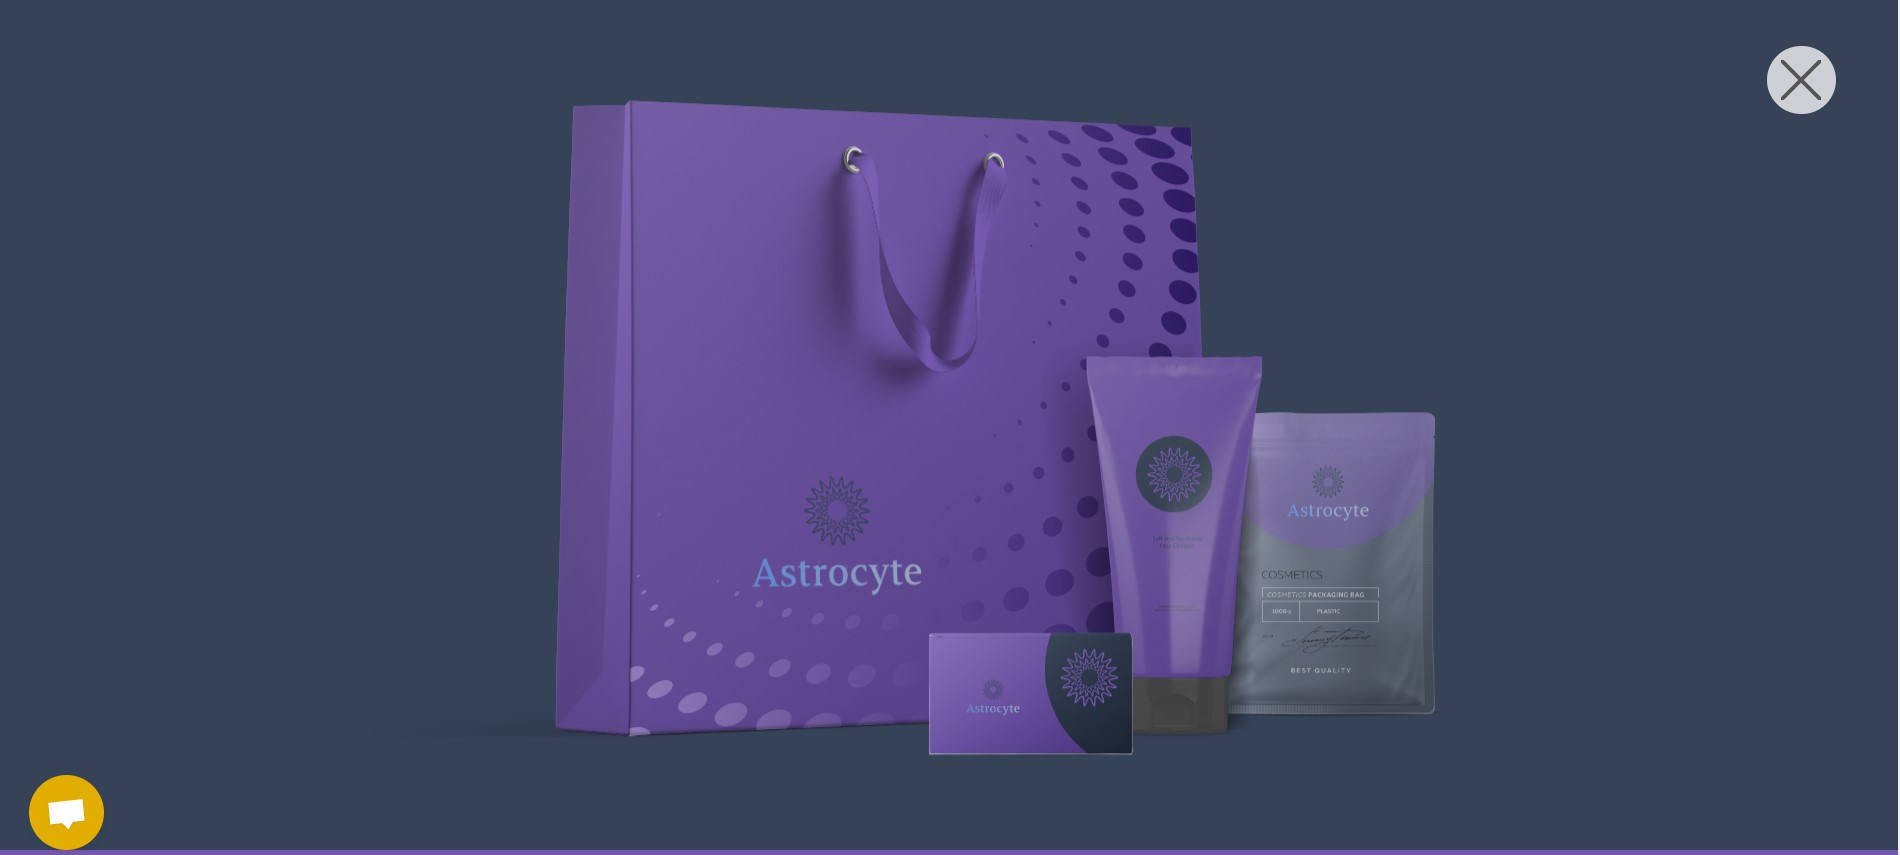 Astrocyte
Astrocyte
Astrocyte
COSMETICS
COSMETICS PACKAGING BAG
1000 g
PLASTIC
BEST QUALITY